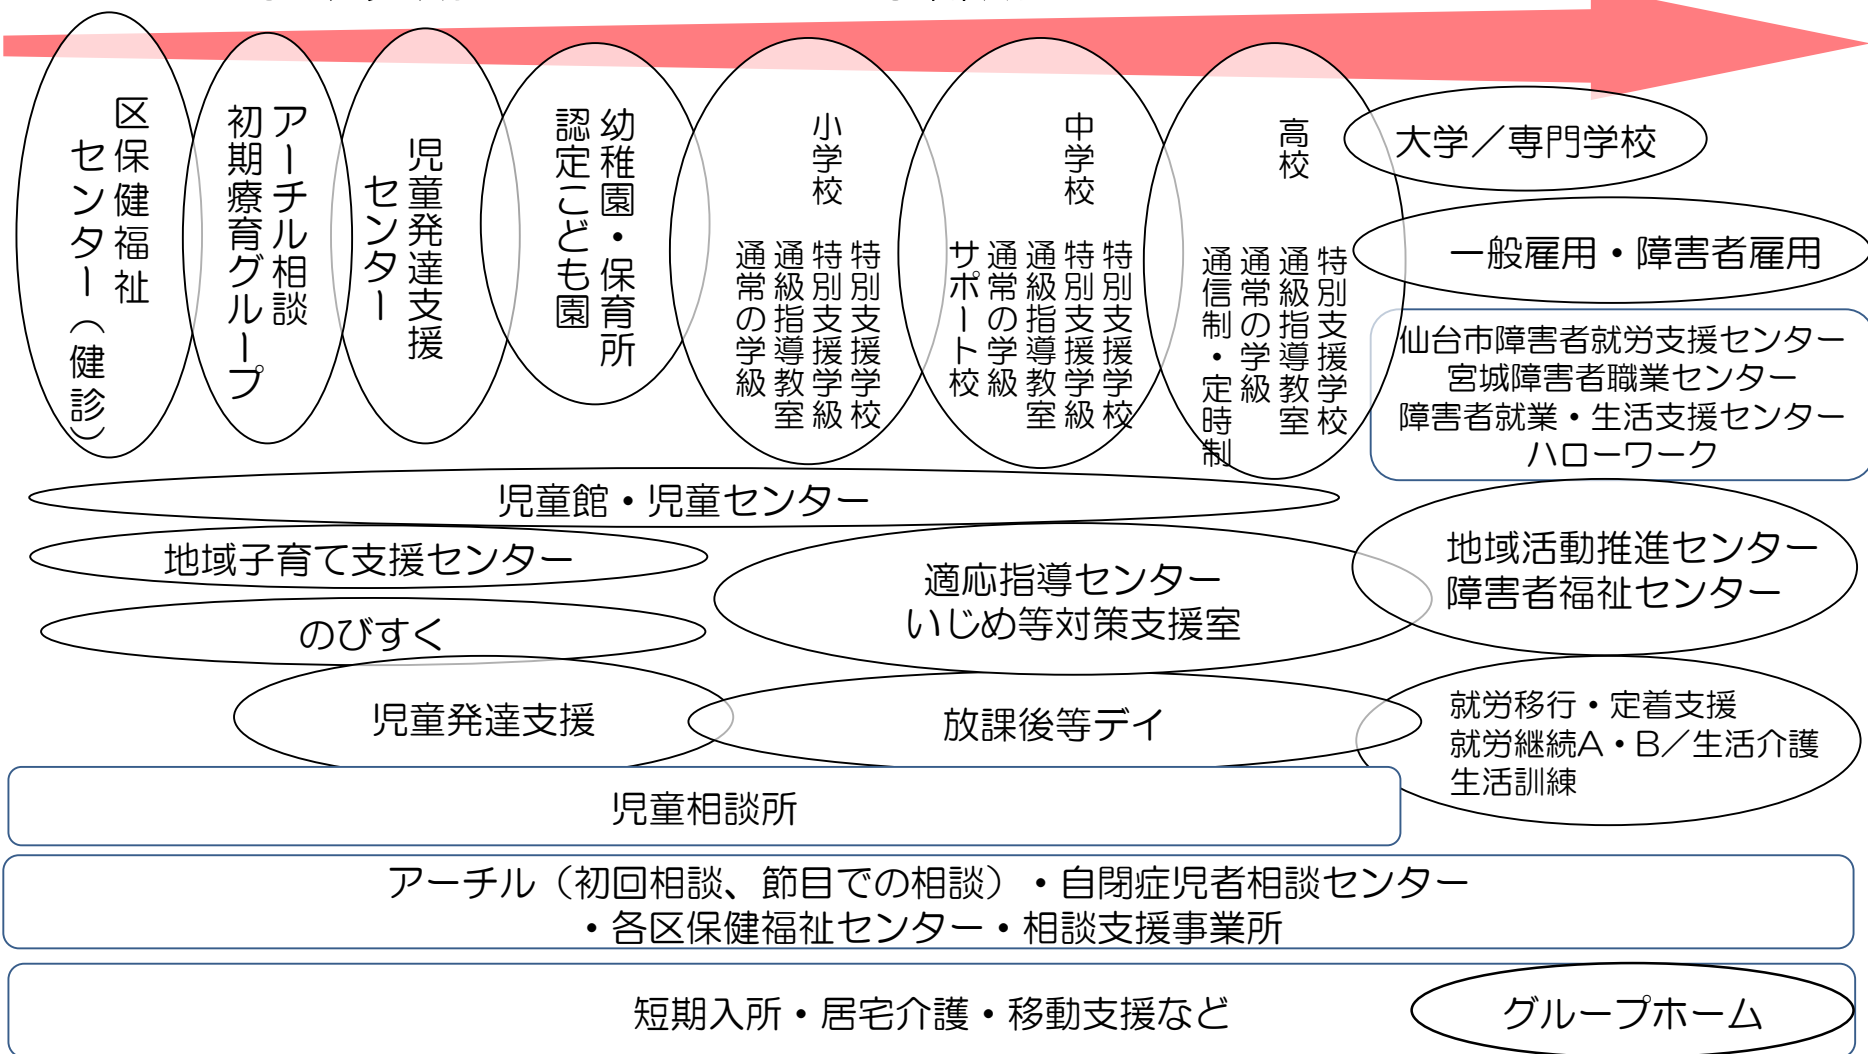 区保健福祉
センター（健診）
アーチル相談
初期療育グループ
児童発達支援
センター
幼稚園・保育所
認定こども園
小学校
特別支援学校
特別支援学級
通級指導教室
通常の学級
中学校
特別支援学校
特別支援学級
通級指導教室
通常の学級
サポート校
高校
特別支援学校
通級指導教室
通常の学級
通信制・定時制
大学／専門学校
一般雇用・障害者雇用
仙台市障害者就労支援センター
宮城障害者職業センター
障害者就業・生活支援センター
ハローワーク
児童館・児童センター
地域子育て支援センター
のびすく
適応指導センター
いじめ等対策支援室
地域活動推進センター
障害者福祉センター
児童発達支援
放課後等デイ
就労移行・定着支援
就労継続A・B／生活介護
生活訓練
児童相談所
アーチル（初回相談、節目での相談）・自閉症児者相談センター
・各区保健福祉センター・相談支援事業所
短期入所・居宅介護・移動支援など
グループホーム